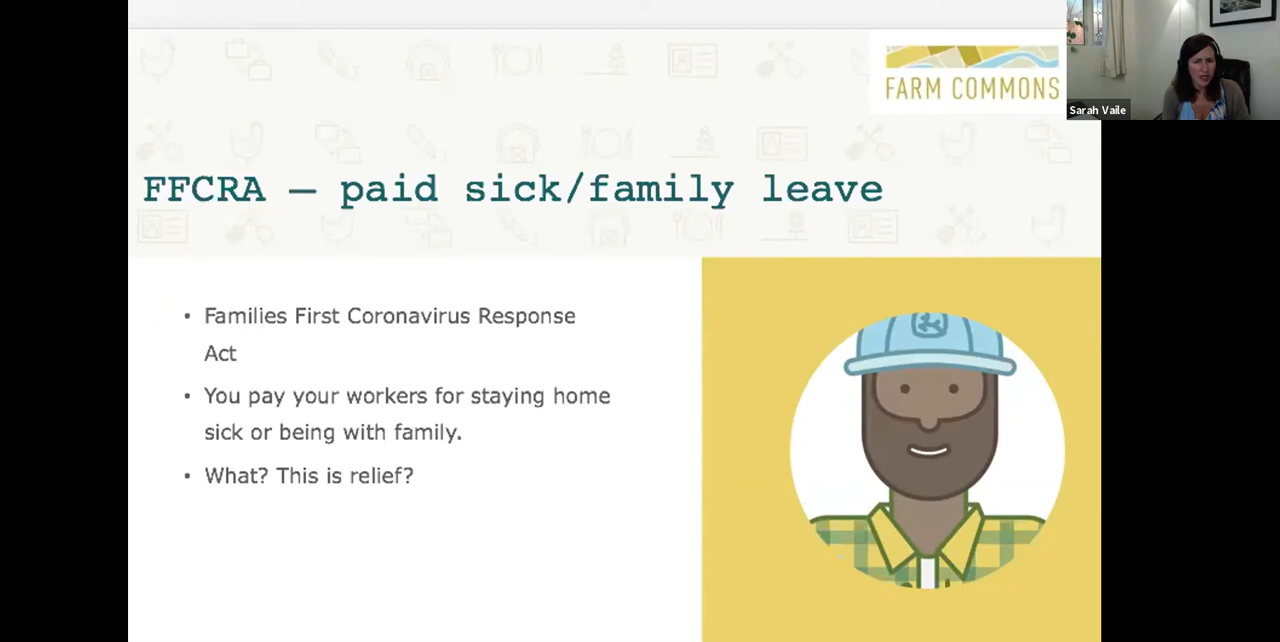 FARM COMMONS
Sarah Vaile
FFCRA – paid sick/family leave
• Families First Coronavirus Response
Act
• You pay your workers for staying home
sick or being with family.
• What? This is relief?